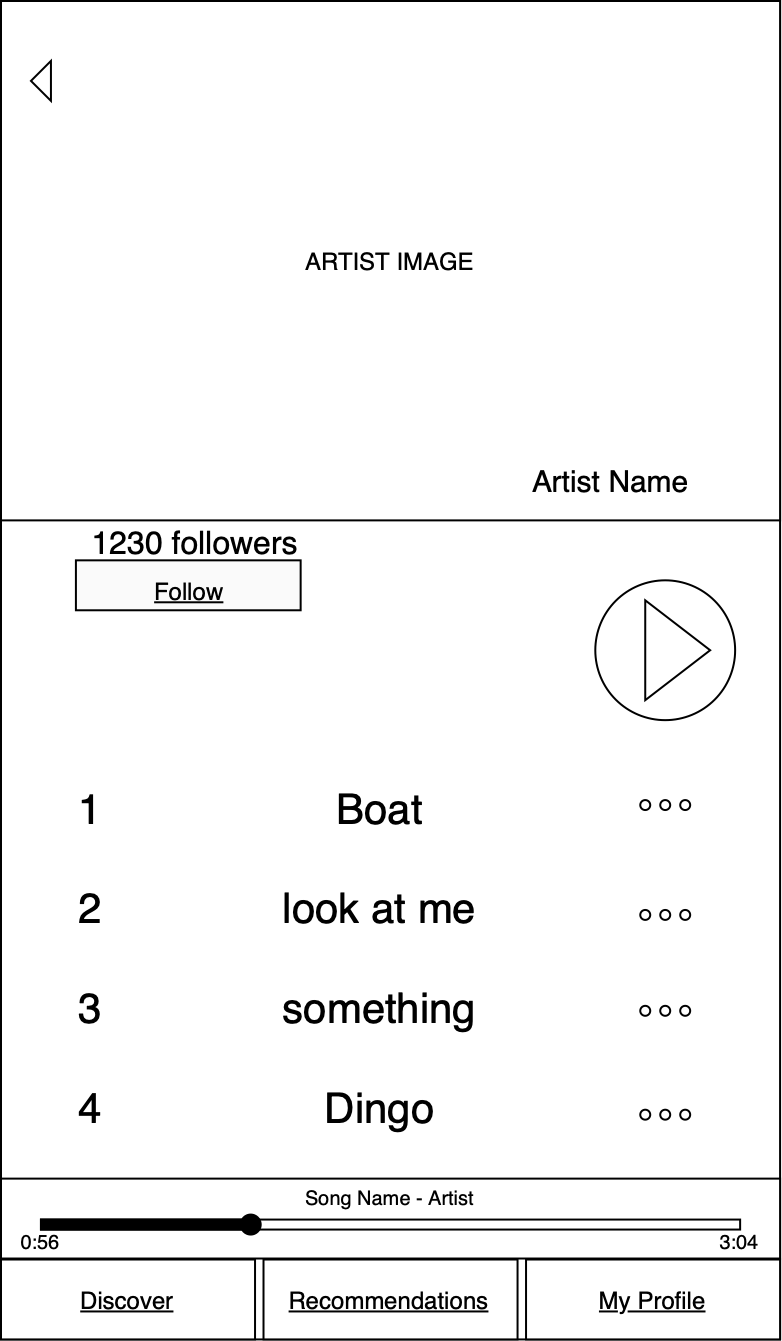 ARTIST IMAGE
Artist Name
1230 followers
Follow
1 Boat
2 look at me
3 something
4 Dingo
Song Name - Artist
0:56 3:04
Discover Recommendations My Profile